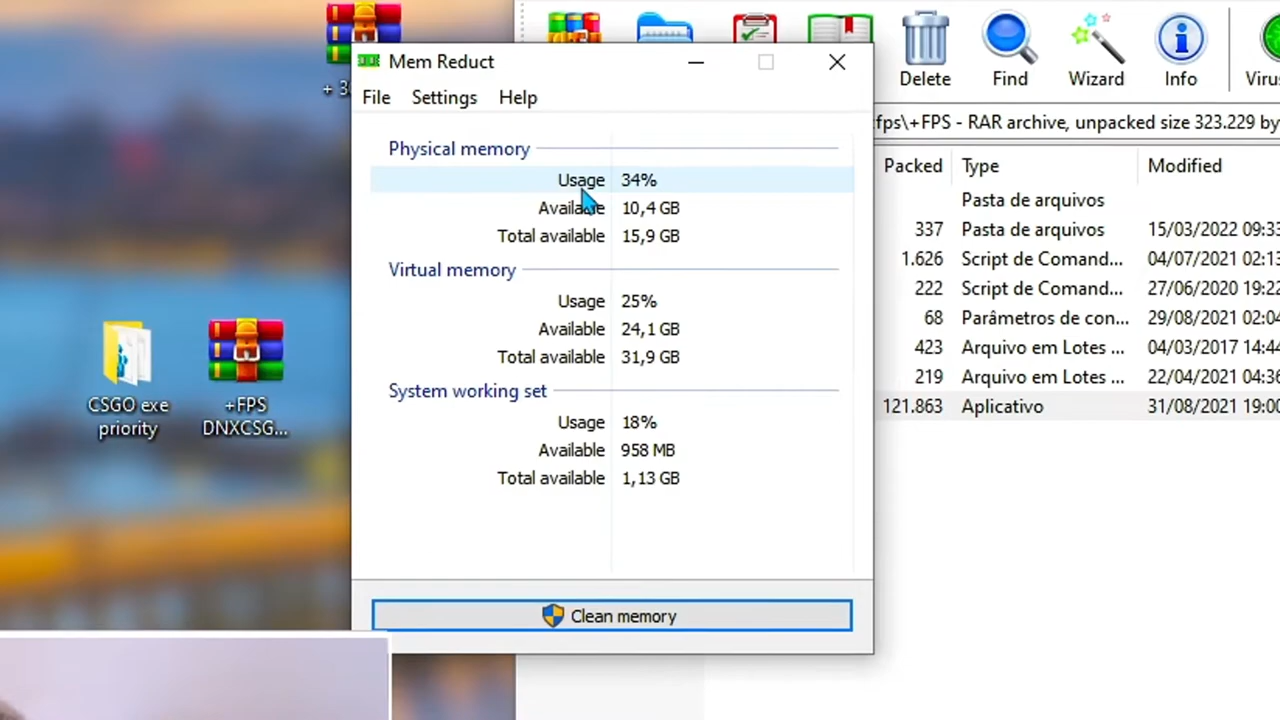 + 3
Mem Reduct
File Settings Help
Physical memory
Usage 34%
Available 10,4 GB
Total available 15,9 GB
Virtual memory
Usage 25%
Available 24,1 GB
Total available 31,9 GB
System working set
Usage 18%
Available 958 MB
Total available 1,13 GB
Clean memory
CSGO exe
priority
+FPS
DNXCSG...
Delete Find Wizard Info Virus
fps\+FPS - RAR archive, unpacked size 323.229 by
Packed Type Modified
Pasta de arquivos
337 Pasta de arquivos 15/03/2022 09:33
1.626 Script de Comand... 04/07/2021 02:13
222 Script de Comand... 27/06/2020 19:22
68 Parâmetros de con... 29/08/2021 02:04
423 Arquivo em Lotes ... 04/03/2017 14:44
219 Arquivo em Lotes ... 22/04/2021 04:36
121.863 Aplicativo 31/08/2021 19:00